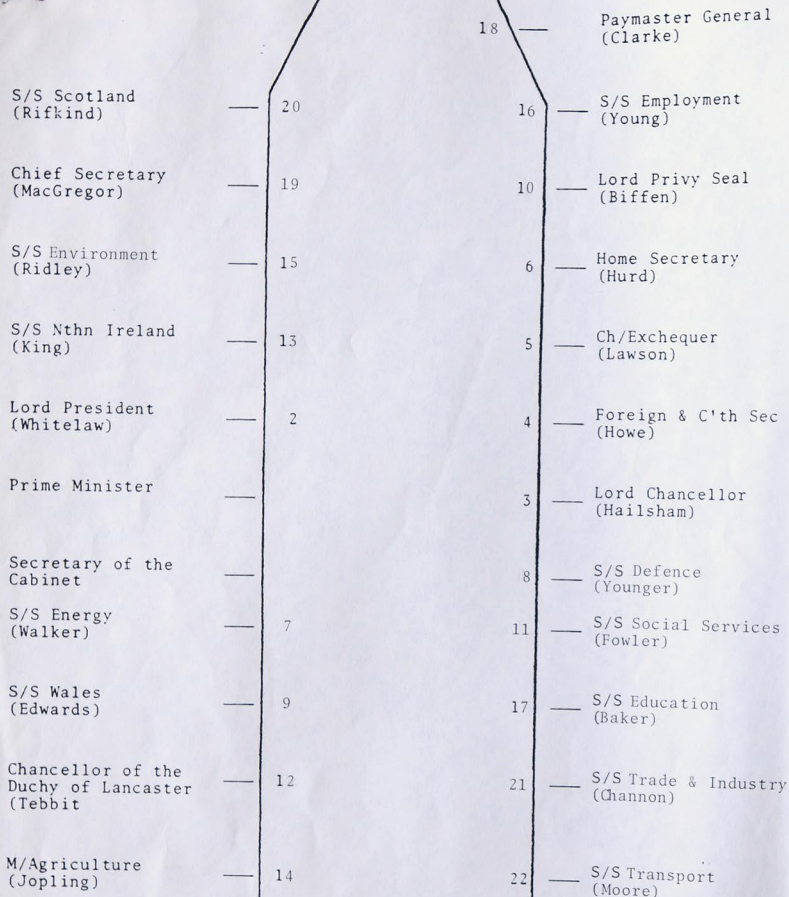 18 Paymaster General
(Clarke)
S/S Scotland
(Rifkind)
20
16
S/S Employment
(Young)
Chief Secretary
(MacGregor)
19
10
Lord Privy Seal
(Biffen)
S/S Environment
(Ridley)
15
6
Home Secretary
(Hurd)
S/S Nthn Ireland
(King)
13
5
Ch/Exchequer
(Lawson)
Lord President
(Whitelaw)
2
4
Foreign & C'th Sec
(Howe)
Prime Minister
3
Lord Chancellor
(Hailsham)
Secretary of the
Cabinet
8
S/S Defence
(Younger)
S/S Energy
(Walker)
7
11
S/S Social Services
(Fowler)
S/S Wales
(Edwards)
9
17
S/S Education
(Baker)
Chancellor of the
Duchy of Lancaster
(Tebbit
12
21
S/S Trade & Industry
(Channon)
M/Agriculture
(Jopling)
14
22
S/S Transport
(Moore)